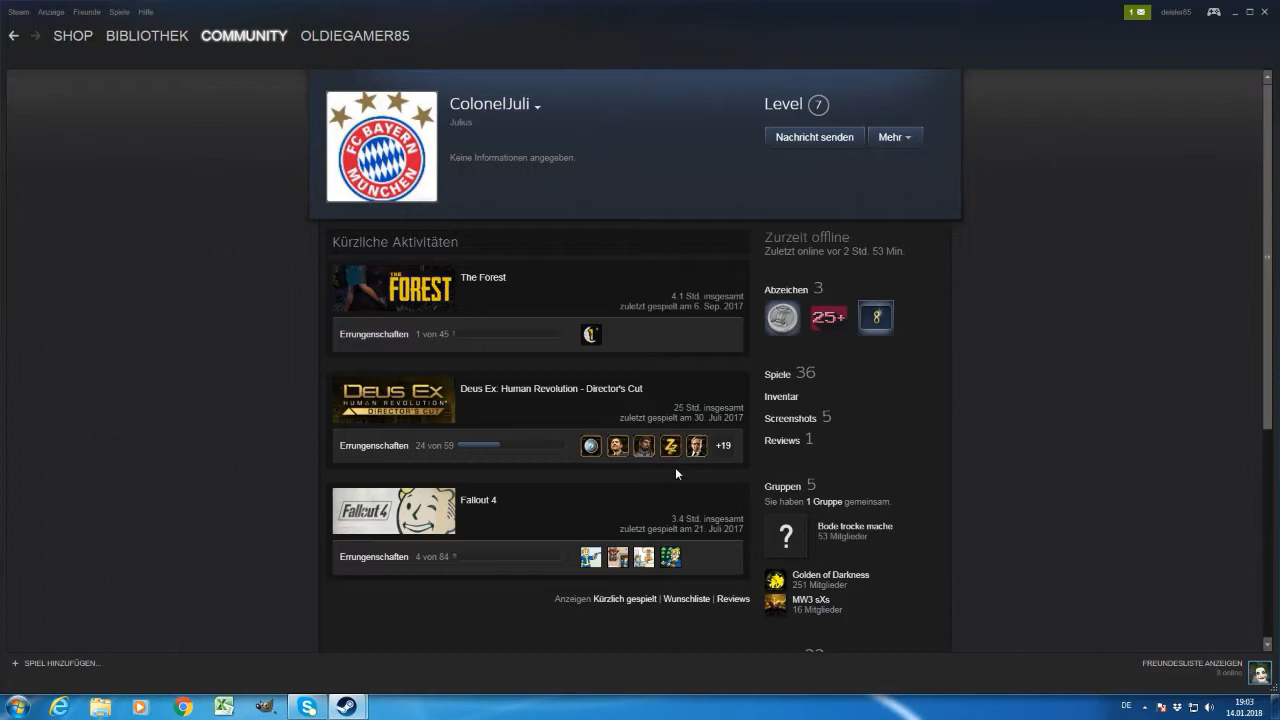 Steam Anzeige Freunde Spiele Hilfe
1
deisler85
SHOP BIBLIOTHEK COMMUNITY OLDIEGAMER85
FC BAYERN
MÜNCHEN
ColonelJuli
Julius
Keine Informationen angegeben.
Level 7
Nachricht senden Mehr
Kürzliche Aktivitäten
THE
FOREST
The Forest
4.1 Std. insgesamt
zuletzt gespielt am 6. Sep. 2017
Errungenschaften 1 von 45
DEUS EX
HUMAN REVOLUTION
DIRECTOR'S CUT
Deus Ex: Human Revolution - Director's Cut
25 Std. insgesamt
zuletzt gespielt am 30. Juli 2017
Errungenschaften 24 von 59
+19
Fallout 4
Fallout 4
3.4 Std. insgesamt
zuletzt gespielt am 21. Juli 2017
Errungenschaften 4 von 84
Anzeigen Kürzlich gespielt | Wunschliste | Reviews
Zurzeit offline
Zuletzt online vor 2 Std. 53 Min.
Abzeichen 3
25+
8
Spiele 36
Inventar
Screenshots 5
Reviews 1
Gruppen 5
Sie haben 1 Gruppe gemeinsam.
?
Bode trocke mache
53 Mitglieder
Golden of Darkness
251 Mitglieder
MW3 sXs
16 Mitglieder
+ SPIEL HINZUFÜGEN...
FREUNDESLISTE ANZEIGEN
8 online
DE
19:03
14.01.2018